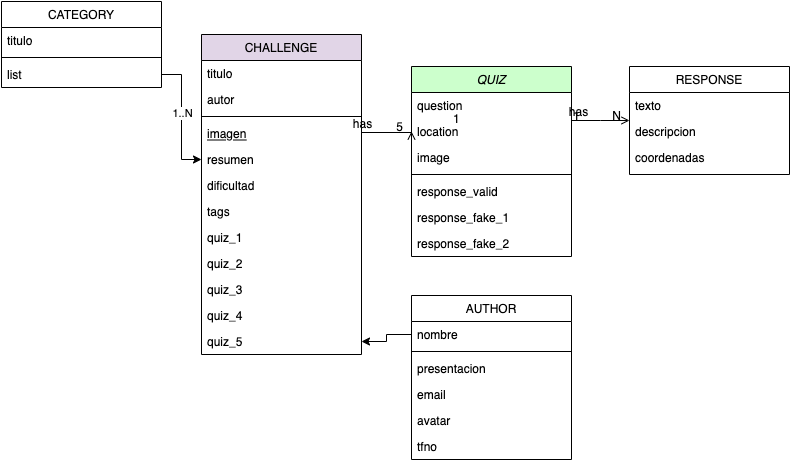 CATEGORY
titulo
list
1..N
CHALLENGE
titulo
autor
imagen
resumen
dificultad
tags
quiz_1
quiz_2
quiz_3
quiz_4
quiz_5
has
5
QUIZ
question
1
location
image
response_valid
response_fake_1
response_fake_2
has
1
N
RESPONSE
texto
descripcion
coordenadas
AUTHOR
nombre
presentacion
email
avatar
tfno